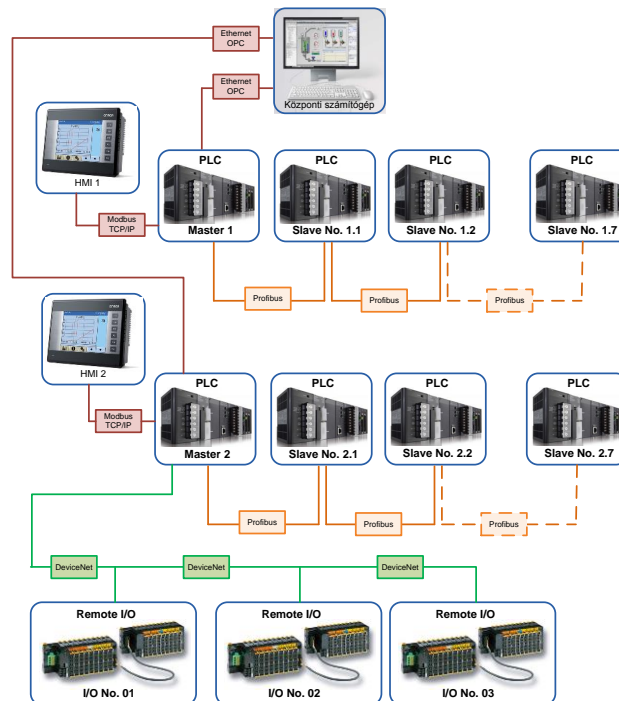 Ethernet
OPC
Ethernet
OPC
Központi számítógép
HMI 1
Modbus
TCP/IP
PLC
Master 1
PLC
Slave No. 1.1
PLC
Slave No. 1.2
PLC
Slave No. 1.7
Profibus
Profibus
Profibus
HMI 2
Modbus
TCP/IP
PLC
Master 2
PLC
Slave No. 2.1
PLC
Slave No. 2.2
PLC
Slave No. 2.7
Profibus
Profibus
Profibus
DeviceNet
DeviceNet
DeviceNet
Remote I/O
I/O No. 01
Remote I/O
I/O No. 02
Remote I/O
I/O No. 03